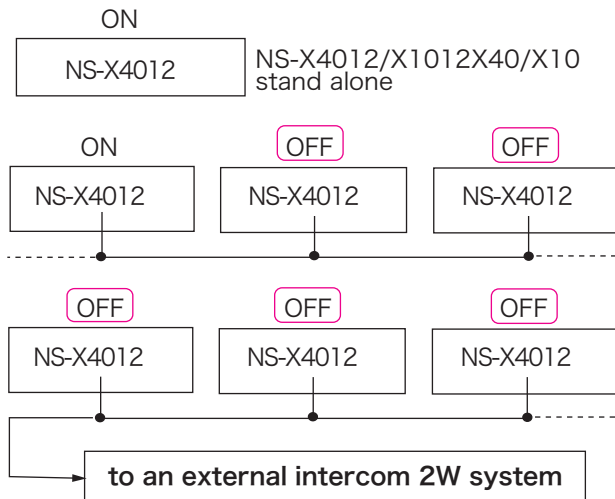 ON
NS-X4012
NS-X4012/X1012X40/X10
stand alone
ON OFF OFF
NS-X4012 NS-X4012 NS-X4012
OFF OFF OFF
NS-X4012 NS-X4012 NS-X4012
to an external intercom 2W system